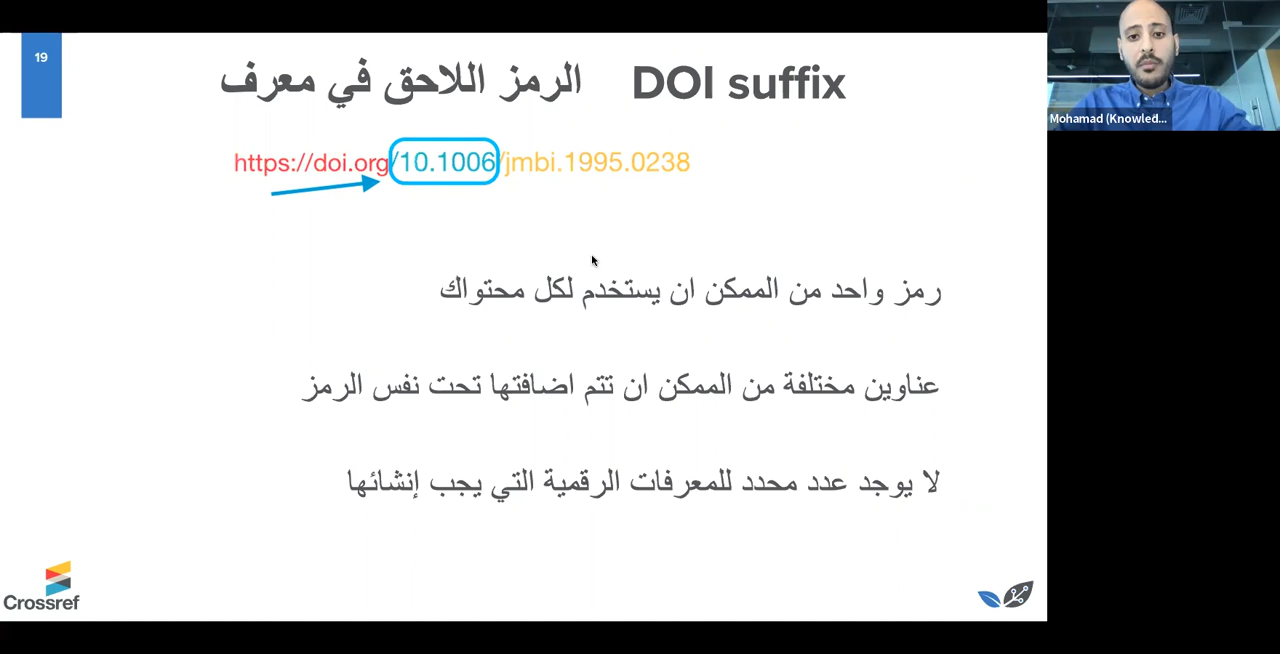 19
الرمز اللاحق في معرف DOI suffix
https://doi.org/10.1006/jmbi.1995.0238
رمز واحد من الممكن ان يستخدم لكل محتواك
عناوين مختلفة من الممكن ان تتم اضافتها تحت نفس الرمز
لا يوجد عدد محدد للمعرفات الرقمية التي يجب إنشائها
Crossref
Mohamad (Knowled...